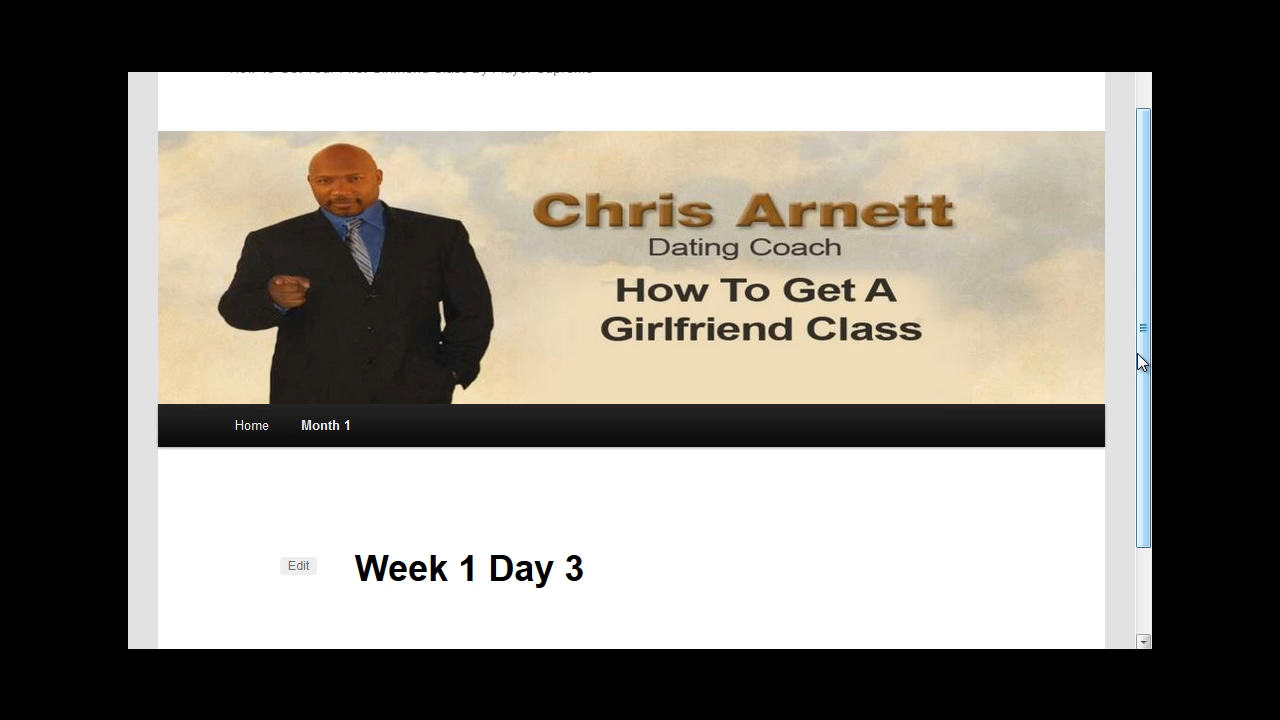 Chris Arnett
Dating Coach
How To Get A
Girlfriend Class
Home Month 1
Edit Week 1 Day 3